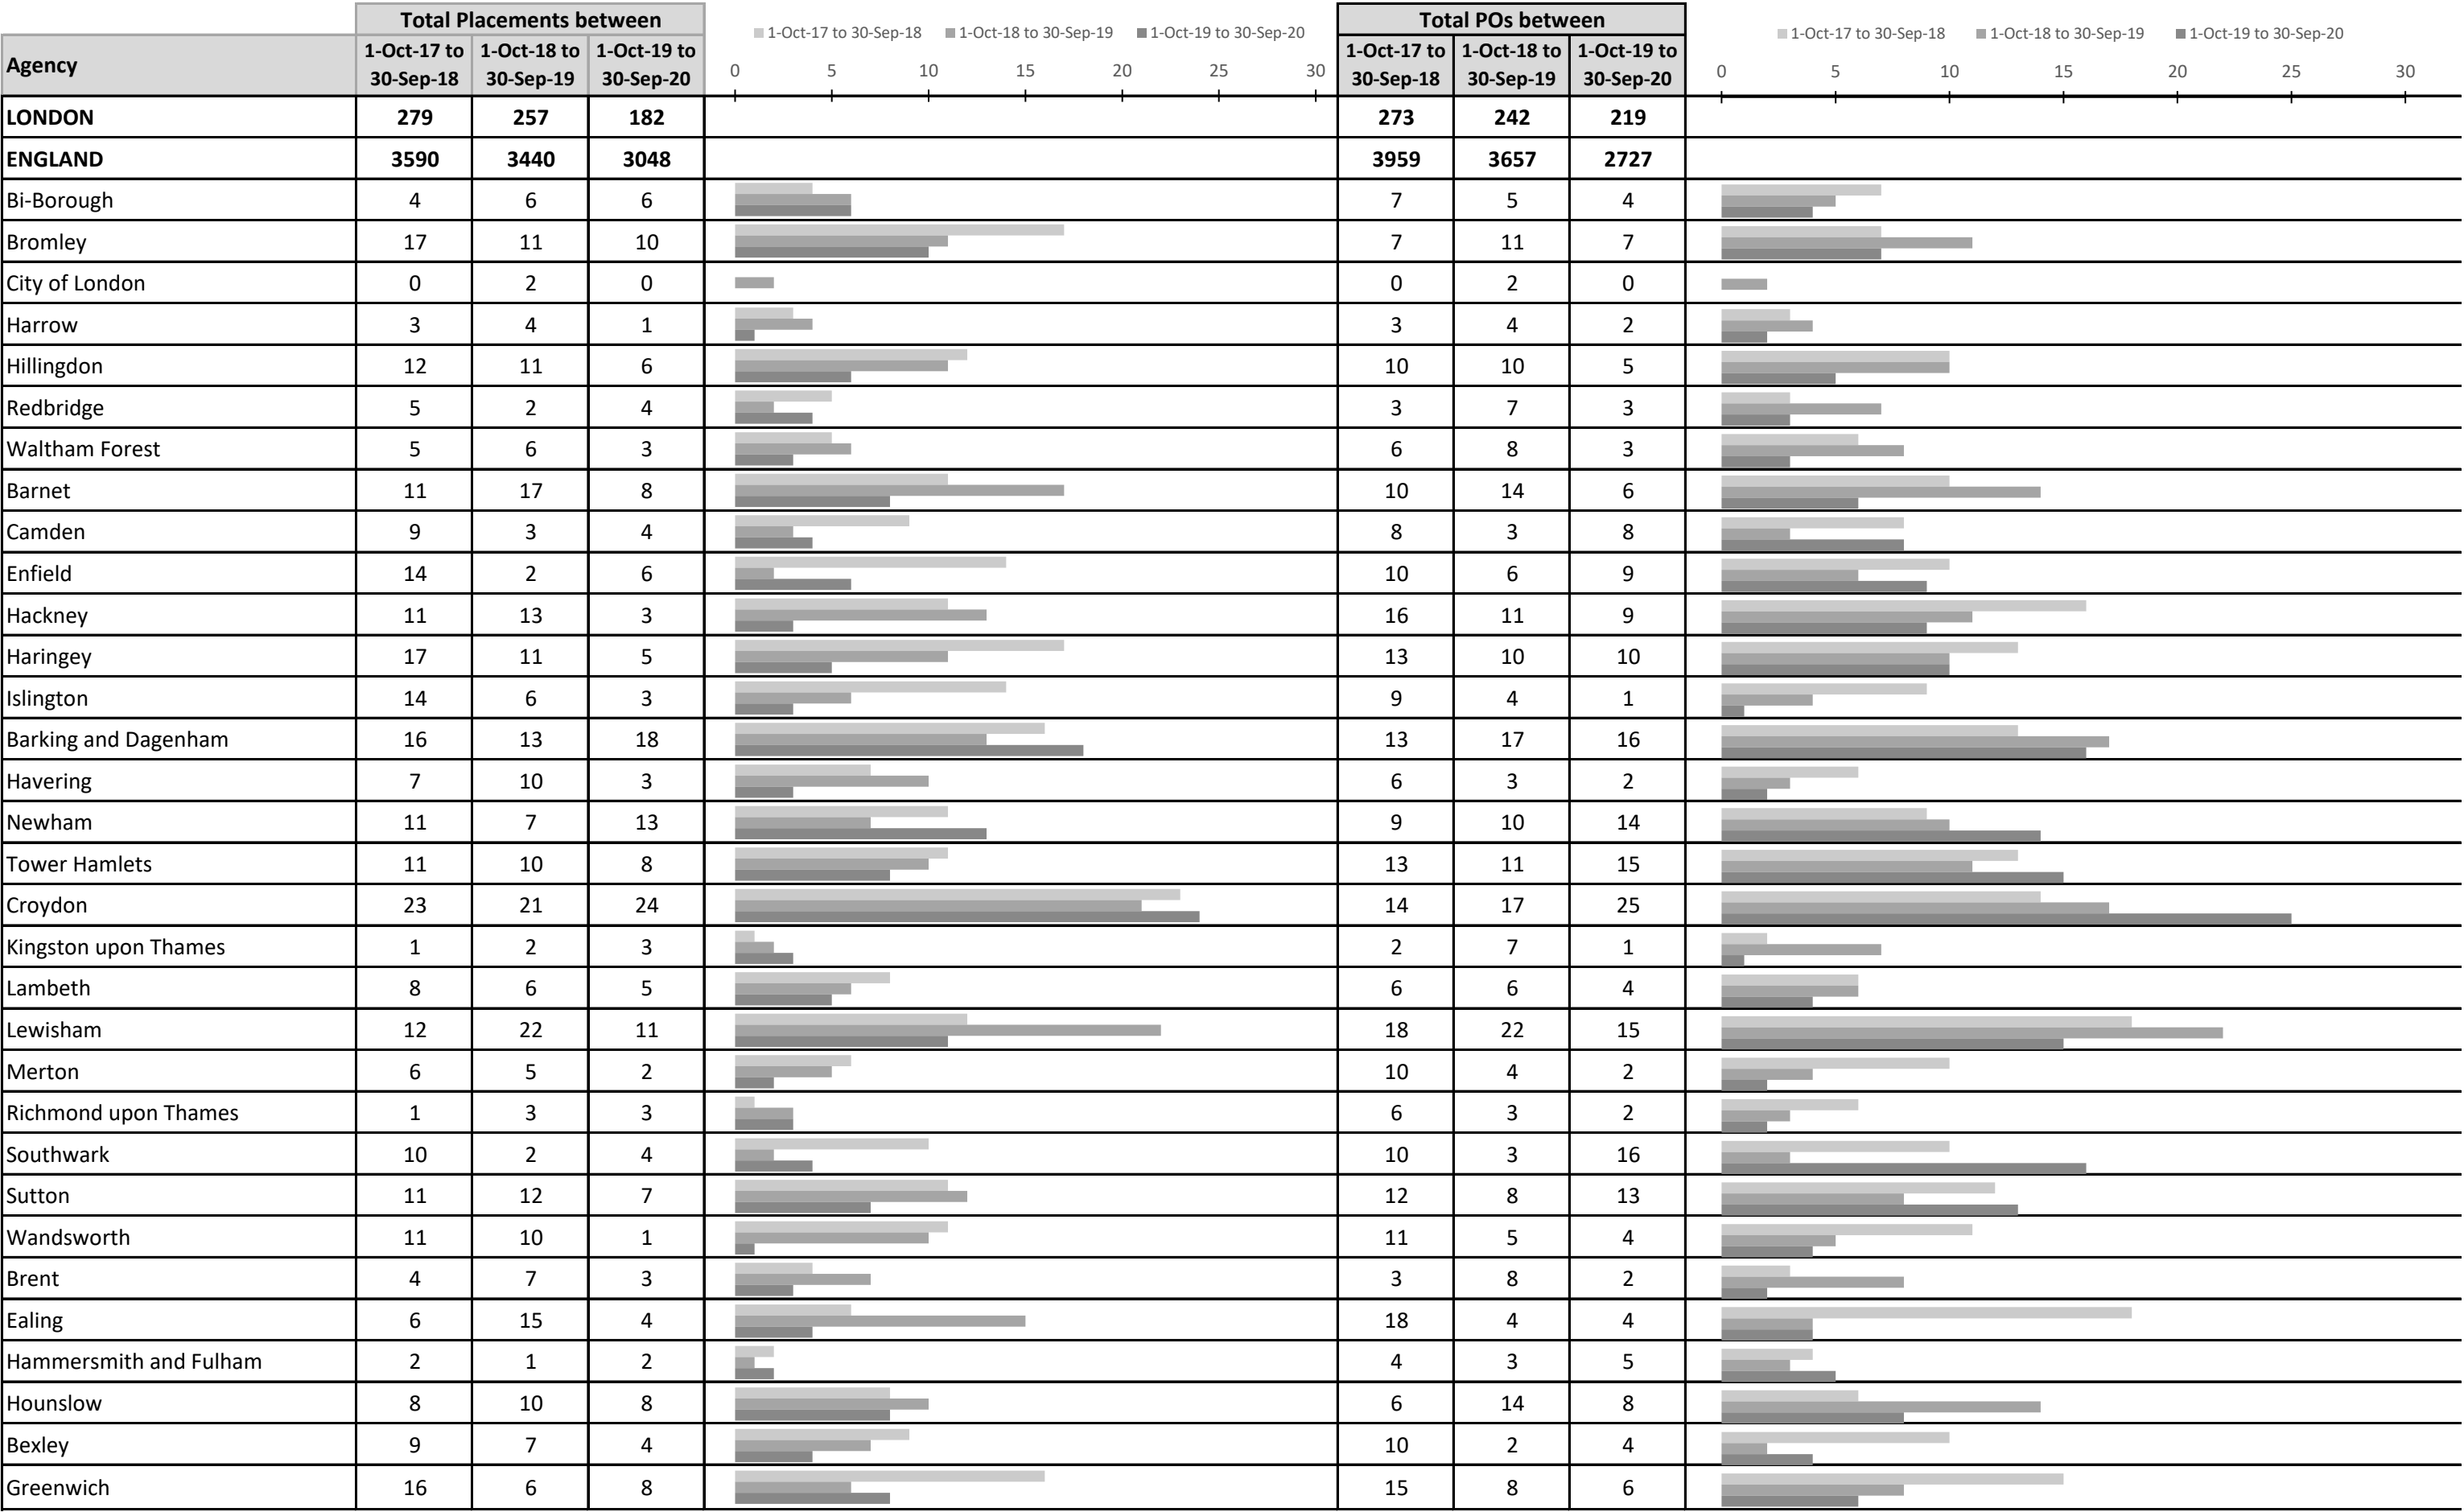 Total Placements between
1-Oct-17 to 30-Sep-18 1-Oct-18 to 30-Sep-19 1-Oct-19 to 30-Sep-20
Total POs between
1-Oct-17 to 30-Sep-18 1-Oct-18 to 30-Sep-19 1-Oct-19 to 30-Sep-20
Agency
1-Oct-17 to 30-Sep-18
1-Oct-18 to 30-Sep-19
1-Oct-19 to 30-Sep-20
0 5 10 15 20 25 30
1-Oct-17 to 30-Sep-18
1-Oct-18 to 30-Sep-19
1-Oct-19 to 30-Sep-20
0 5 10 15 20 25 30
LONDON 279 257 182 273 242 219
ENGLAND 3590 3440 3048 3959 3657 2727
Bi-Borough 4 6 6 7 5 4
Bromley 17 11 10 7 11 7
City of London 0 2 0 0 2 0
Harrow 3 4 1 3 4 2
Hillingdon 12 11 6 10 10 5
Redbridge 5 2 4 3 7 3
Waltham Forest 5 6 3 6 8 3
Barnet 11 17 8 10 14 6
Camden 9 3 4 8 3 8
Enfield 14 2 6 10 6 9
Hackney 11 13 3 16 11 9
Haringey 17 11 5 13 10 10
Islington 14 6 3 9 4 1
Barking and Dagenham 16 13 18 13 17 16
Havering 7 10 3 6 3 2
Newham 11 7 13 9 10 14
Tower Hamlets 11 10 8 13 11 15
Croydon 23 21 24 14 17 25
Kingston upon Thames 1 2 3 2 7 1
Lambeth 8 6 5 6 6 4
Lewisham 12 22 11 18 22 15
Merton 6 5 2 10 4 2
Richmond upon Thames 1 3 3 6 3 2
Southwark 10 2 4 10 3 16
Sutton 11 12 7 12 8 13
Wandsworth 11 10 1 11 5 4
Brent 4 7 3 3 8 2
Ealing 6 15 4 18 4 4
Hammersmith and Fulham 2 1 2 4 3 5
Hounslow 8 10 8 6 14 8
Bexley 9 7 4 10 2 4
Greenwich 16 6 8 15 8 6